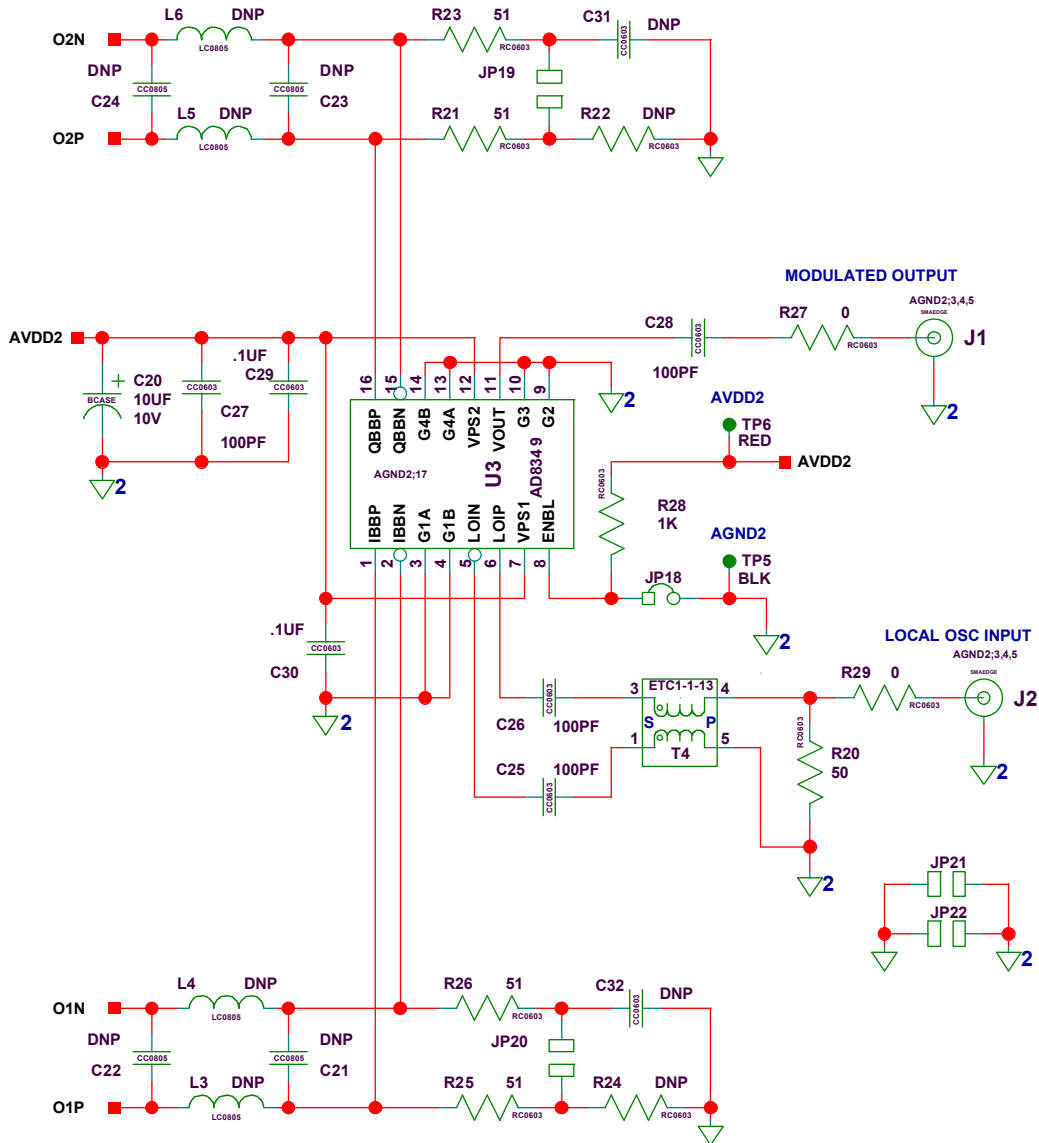 L6 DNP
LC0805
R23 51
RC0603
C31 DNP
CC0603
O2N
DNP
CC0805
C24
DNP
CC0805
C23
JP19
L5 DNP
LC0805
R21 51
RC0603
R22 DNP
RC0603
O2P
MODULATED OUTPUT
AGND2;3,4,5
SMAEDGE
R27 0
RC0603
J1
C28
CC0603
100PF
2
AVDD2
.1UF
C29
CC0603
CC0603
C27
100PF
+
C20
BCASE
10UF
10V
2
16 15 14 13 12 11 10 9
QBBP QBBN G4B G4A VPS2 VOUT G3 G2
AGND2;17
U3
AD8349
IBBP IBBN G1A G1B LOIN LOIP VPS1 ENBL
1 2 3 4 5 6 7 8
2
AVDD2
TP6
RED
AVDD2
RC0603
R28
1K
AGND2
TP5
BLK
JP18
2
.1UF
CC0603
C30
2
LOCAL OSC INPUT
AGND2;3,4,5
SMAEDGE
R29 0
RC0603
J2
2
C26
CC0603
100PF
3 ETC1-1-13 4
S P
1 T4 5
C25
100PF
CC0603
RC0603
R20
50
2
JP21
JP22
2
L4 DNP
LC0805
R26 51
RC0603
C32 DNP
CC0603
O1N
DNP
CC0805
C22
DNP
CC0805
C21
JP20
L3 DNP
LC0805
R25 51
RC0603
R24 DNP
RC0603
O1P